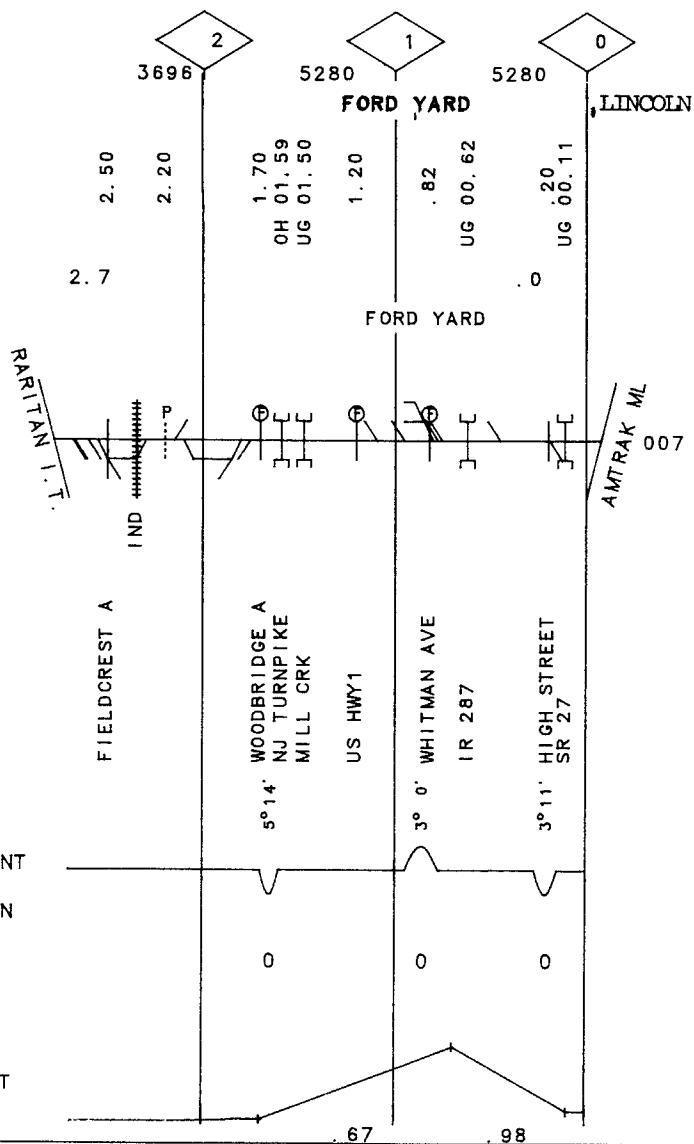 2 1 0
3696 5280 5280
FORD YARD
LINCOLN
2.50
2.20
1.70
OH 01.59
UG 01.50
1.20
.82
UG 00.62
.20
UG 00.11
2.7
.0
FORD YARD
RARITAN I.T.
P
F
F
F
AMTRAK ML
007
IND
FIELDCREST A
WOODBRIDGE A
NJ TURNPIKE
MILL CRK
US HWY1
WHITMAN AVE
IR 287
HIGH STREET
SR 27
5°14'
3° 0'
3°11'
NT
N
0 0 0
T
.67 .98